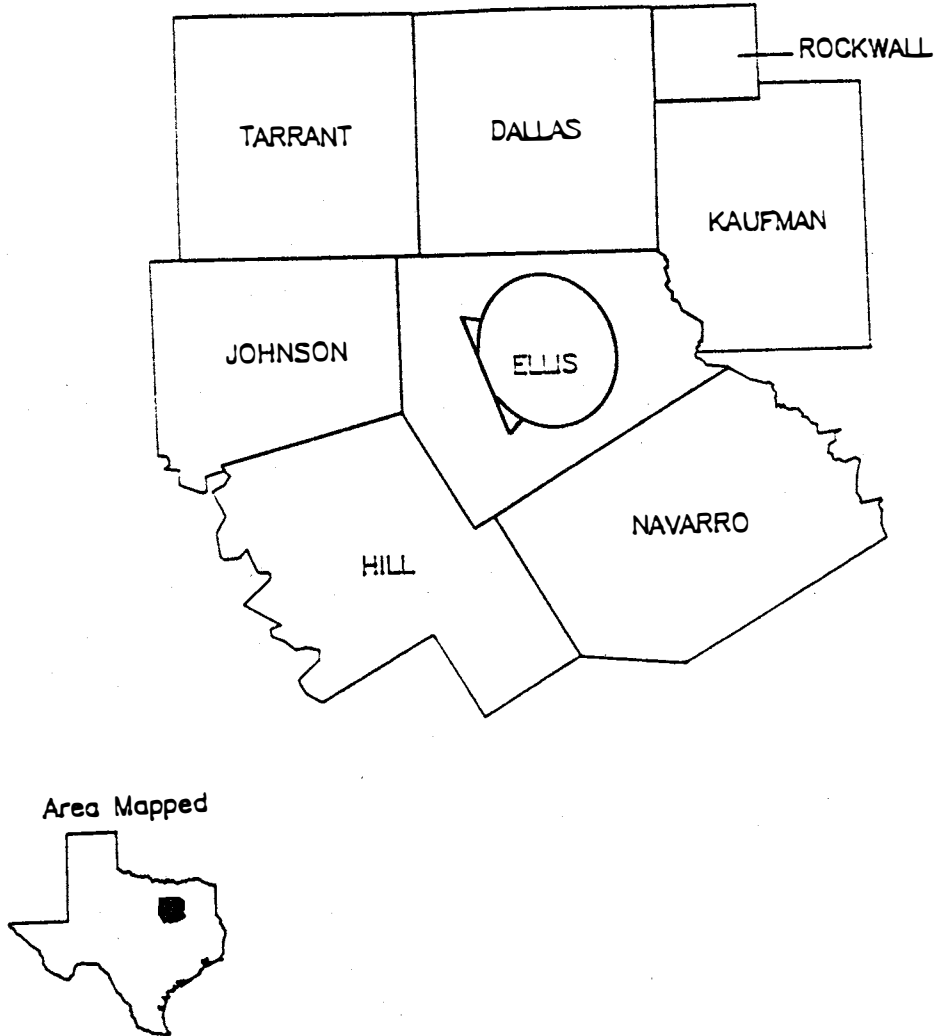 ROCKWALL
TARRANT
DALLAS
KAUFMAN
JOHNSON
ELLIS
NAVARRO
HILL
Area Mapped